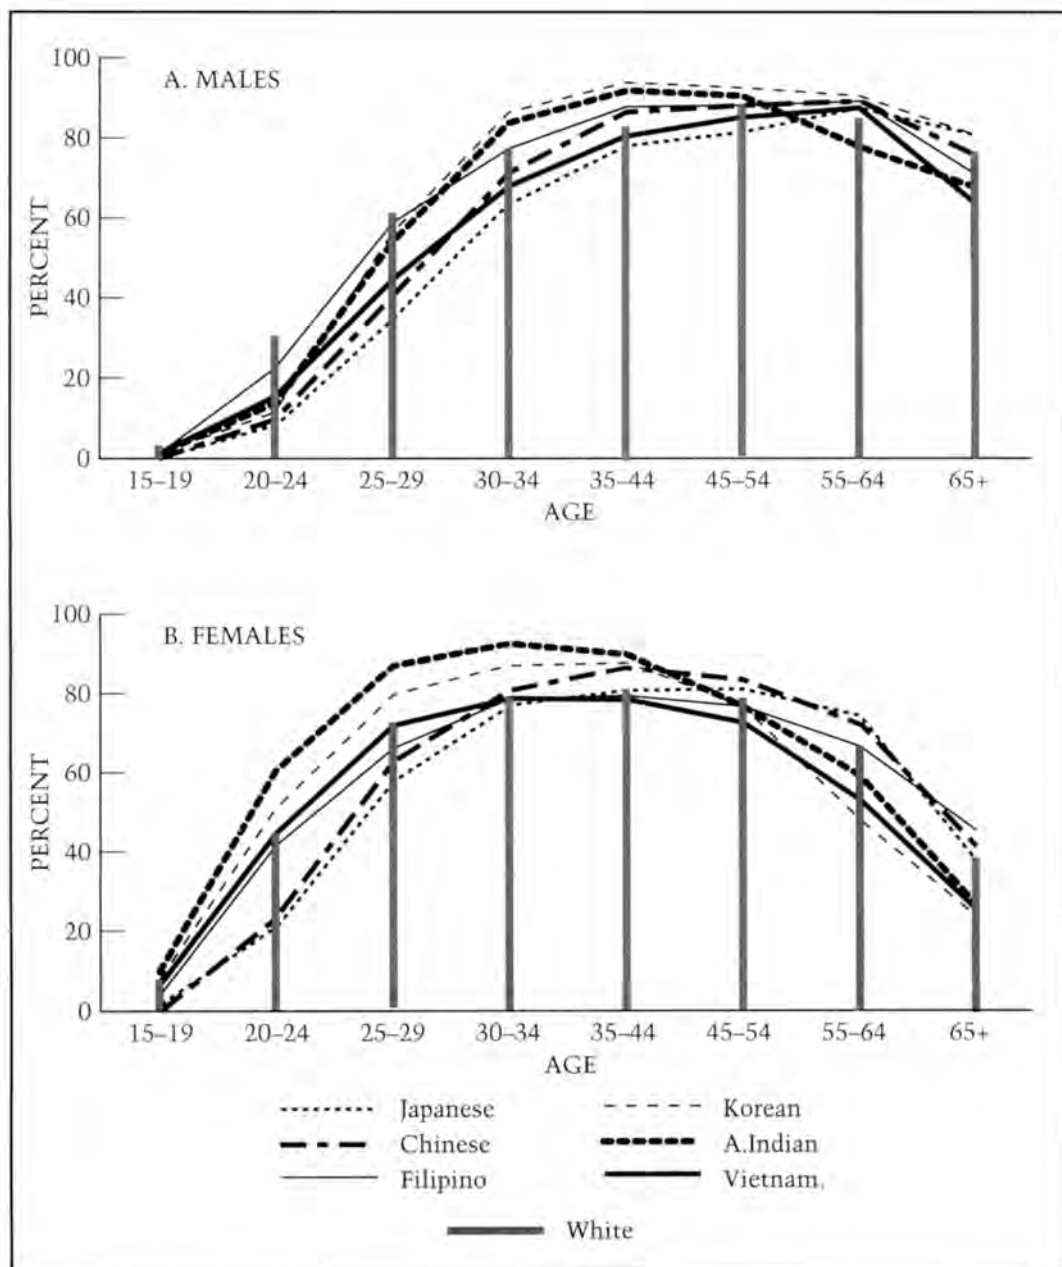 A. MALES
PERCENT
100
80
60
40
20
0
15–19 20–24 25–29 30–34 35–44 45–54 55–64 65+
AGE
B. FEMALES
PERCENT
100
80
60
40
20
0
15–19 20–24 25–29 30–34 35–44 45–54 55–64 65+
AGE
Japanese Korean
Chinese A.Indian
Filipino Vietnam.
White